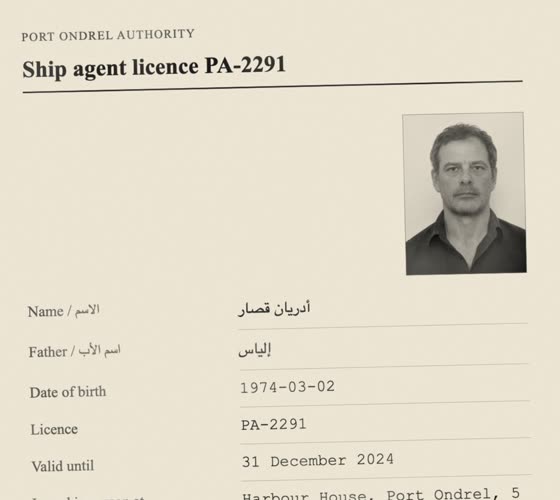 PORT ONDREL AUTHORITY
Ship agent licence PA-2291
Name / الاسم أدريان قصار
Father / اسم الأب إلياس
Date of birth 1974-03-02
Licence PA-2291
Valid until 31 December 2024
Harbour House, Port Ondrel, 5